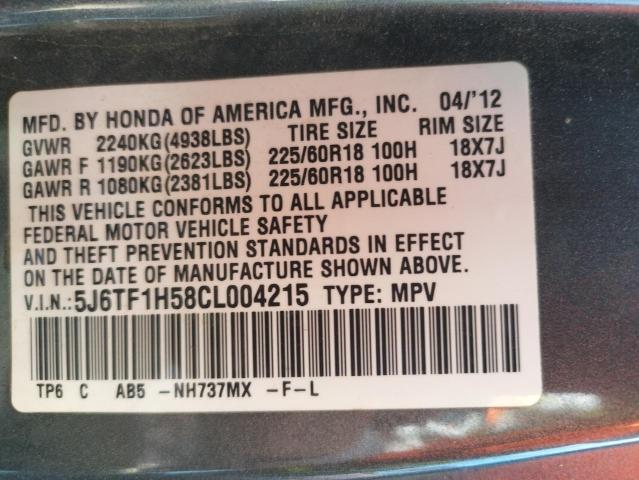 MFD. BY HONDA OF AMERICA MFG., INC. 04/'12
GVWR 2240KG(4938LBS) TIRE SIZE RIM SIZE
GAWR F 1190KG(2623LBS) 225/60R18 100H 18X7J
GAWR R 1080KG(2381LBS) 225/60R18 100H 18X7J
THIS VEHICLE CONFORMS TO ALL APPLICABLE
FEDERAL MOTOR VEHICLE SAFETY
AND THEFT PREVENTION STANDARDS IN EFFECT
ON THE DATE OF MANUFACTURE SHOWN ABOVE.
V.I.N.:5J6TF1H58CL004215 TYPE: MPV
TP6 C AB5 -NH737MX -F-L